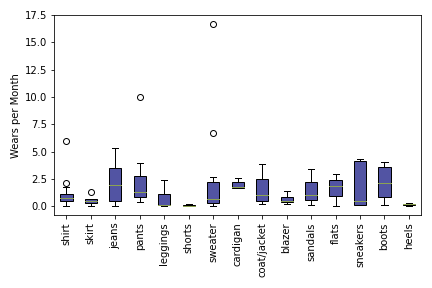 Wears per Month
17.5
15.0
12.5
10.0
7.5
5.0
2.5
0.0
shirt
skirt
jeans
pants
leggings
shorts
sweater
cardigan
coat/jacket
blazer
sandals
flats
sneakers
boots
heels